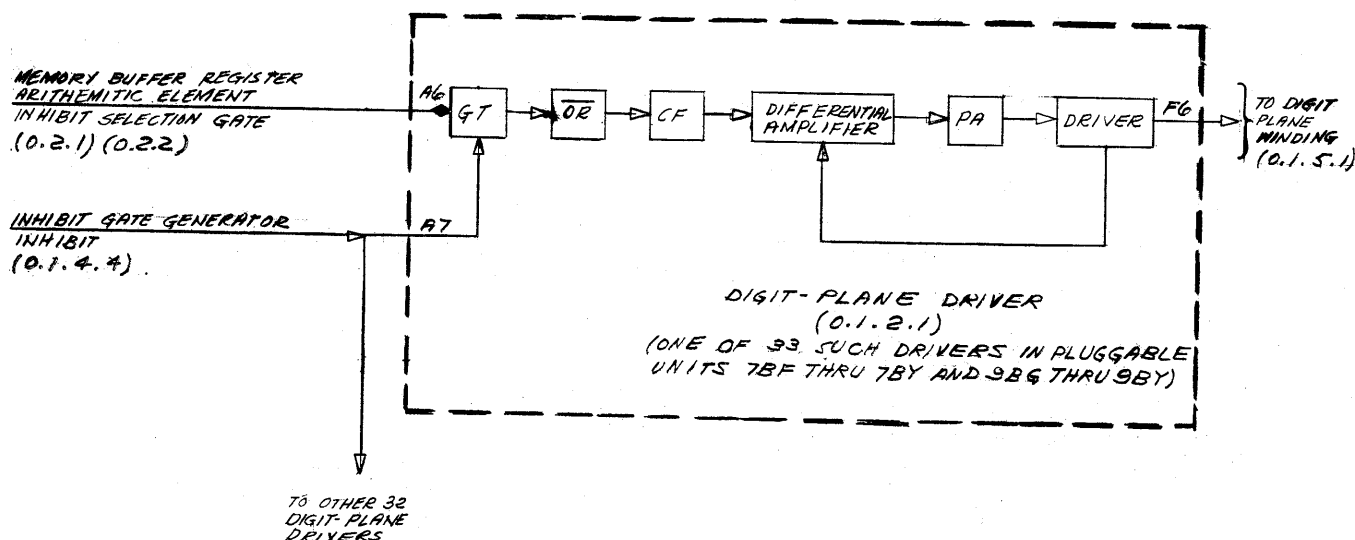 MEMORY BUFFER REGISTER
ARITHEMITIC ELEMENT
INHIBIT SELECTION GATE
(0.2.1) (0.2.2)
A6
GT
OR
CF
DIFFERENTIAL
AMPLIFIER
PA
DRIVER
F6
TO DIGIT
PLANE
WINDING
(0.1.5.1)
INHIBIT GATE GENERATOR
INHIBIT
(0.1.4.4)
A7
DIGIT-PLANE DRIVER
(0.1.2.1)
(ONE OF 33 SUCH DRIVERS IN PLUGGABLE
UNITS 7BF THRU 7BY AND 9BG THRU 9BY)
TO OTHER 32
DIGIT-PLANE
DRIVERS